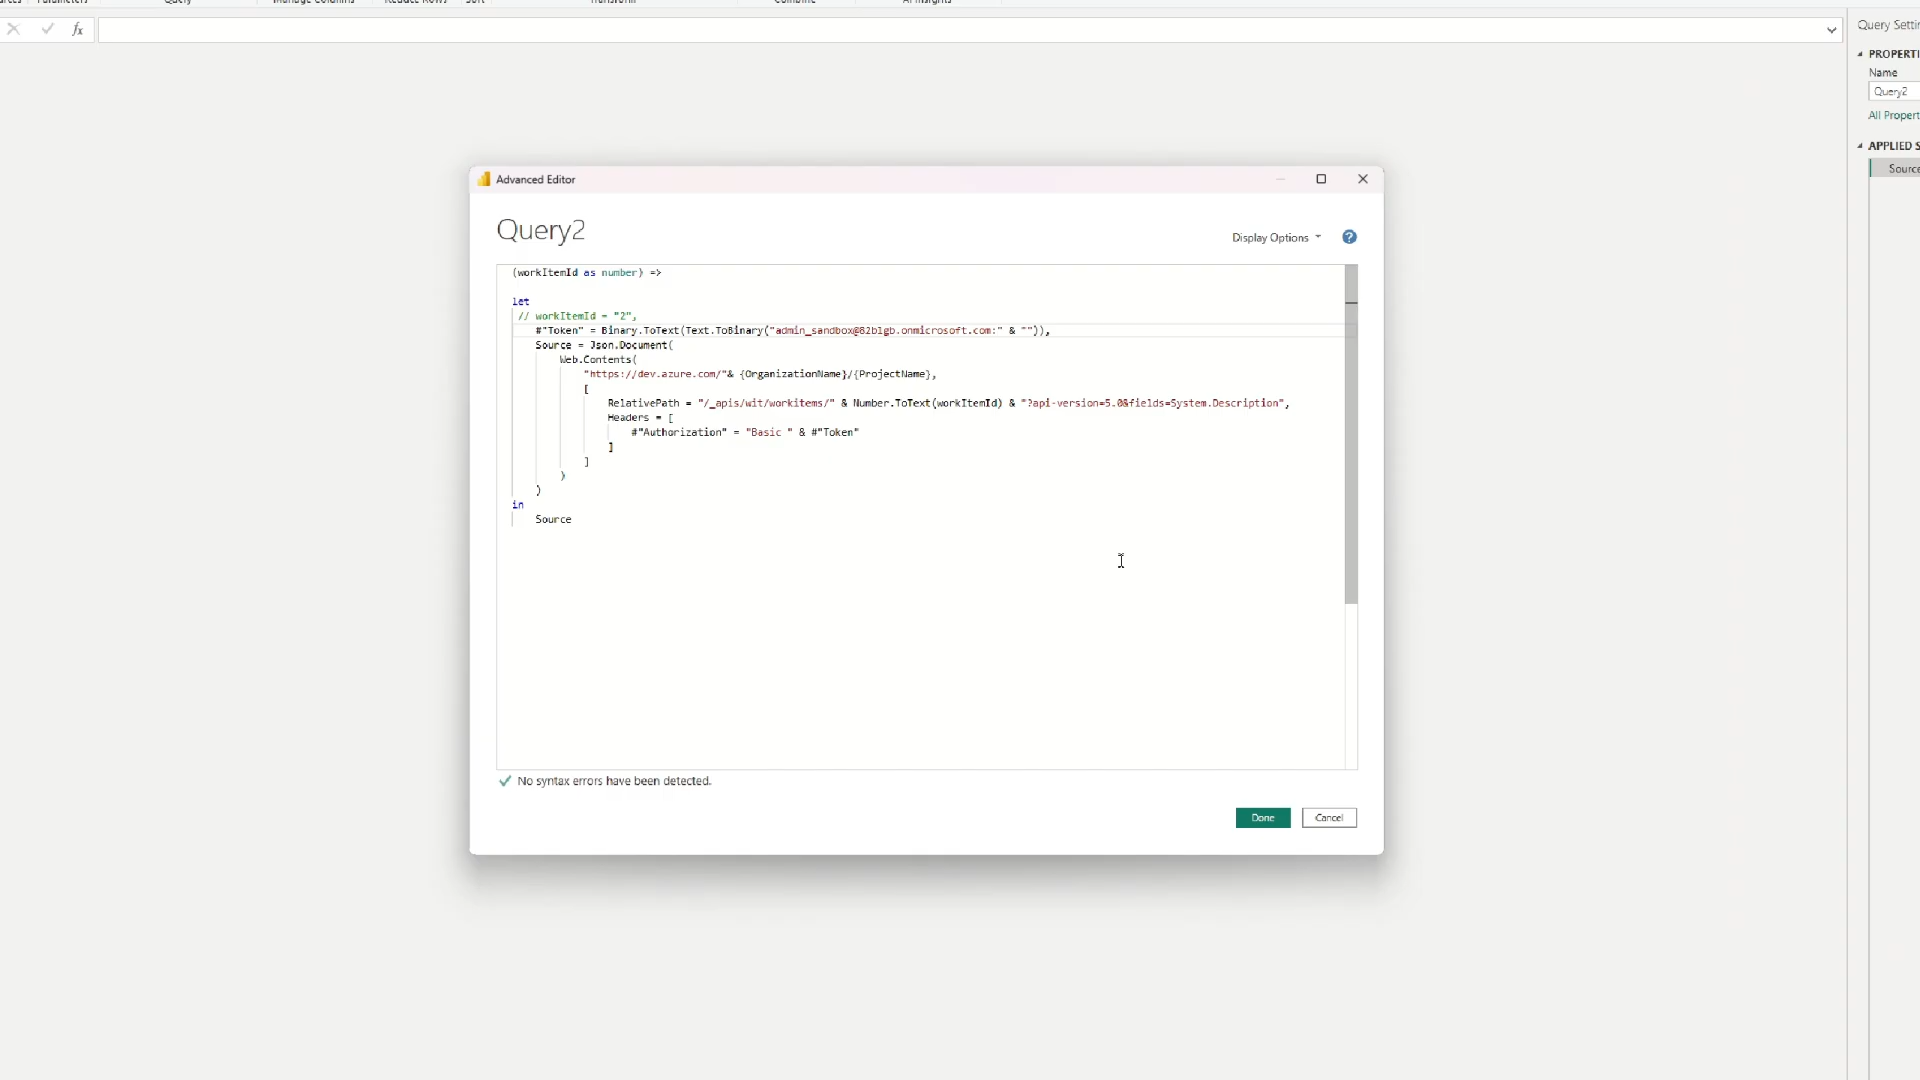 Query
fx
Query Settin
PROPERTI
Name
Query2
All Propert
APPLIED S
Source
Advanced Editor
Query2
Display Options
?
(workItemId as number) =>
let
// workItemId = "2",
#"Token" = Binary.ToText(Text.ToBinary("admin_sandbox@82blgb.onmicrosoft.com:" & "")),
Source = Json.Document(
Web.Contents(
"https://dev.azure.com/"& {OrganizationName}/{ProjectName},
[
RelativePath = "/_apis/wit/workitems/" & Number.ToText(workItemId) & "?api-version=5.0&fields=System.Description",
Headers = [
#"Authorization" = "Basic " & #"Token"
]
]
)
)
in
Source
No syntax errors have been detected.
Done
Cancel